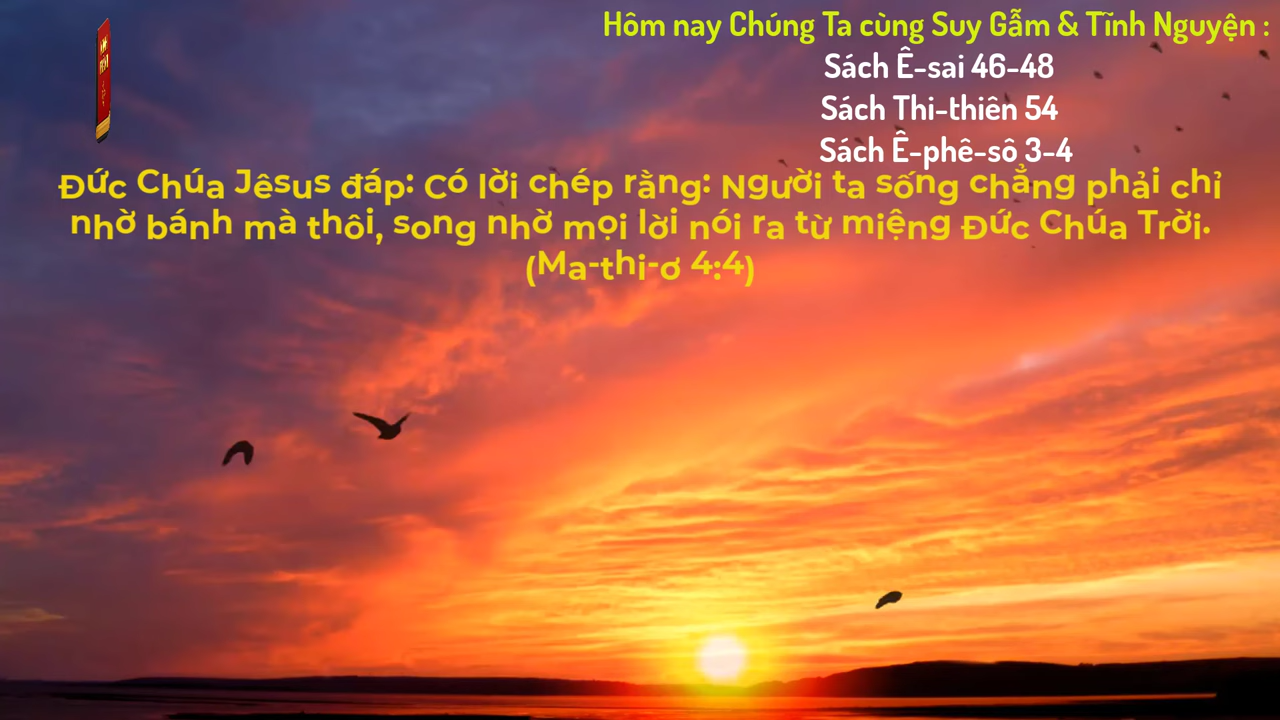 Hôm nay Chúng Ta cùng Suy Gẫm & Tĩnh Nguyện :
Sách Ê-sai 46-48
Sách Thi-thiên 54
Sách Ê-phê-sô 3-4
Đức Chúa Jêsus đáp: Có lời chép rằng: Người ta sống chẳng phải chỉ
nhờ bánh mà thôi, song nhờ mọi lời nói ra từ miệng Đức Chúa Trời.
(Ma-thi-ơ 4:4)